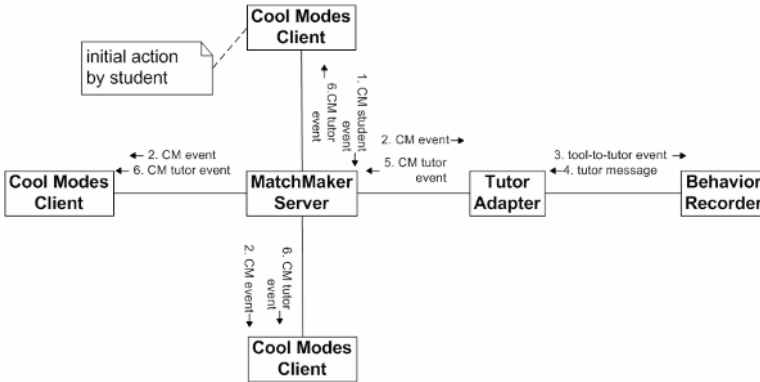 Cool Modes
Client
initial action
by student
1. CM student
event
6.CM tutor
event
2. CM event
5. CM tutor
event
3. tool-to-tutor event
4. tutor message
2. CM event
6. CM tutor event
Cool Modes
Client
MatchMaker
Server
Tutor
Adapter
Behavior
Recorder
6. CM tutor
event
2. CM event
Cool Modes
Client